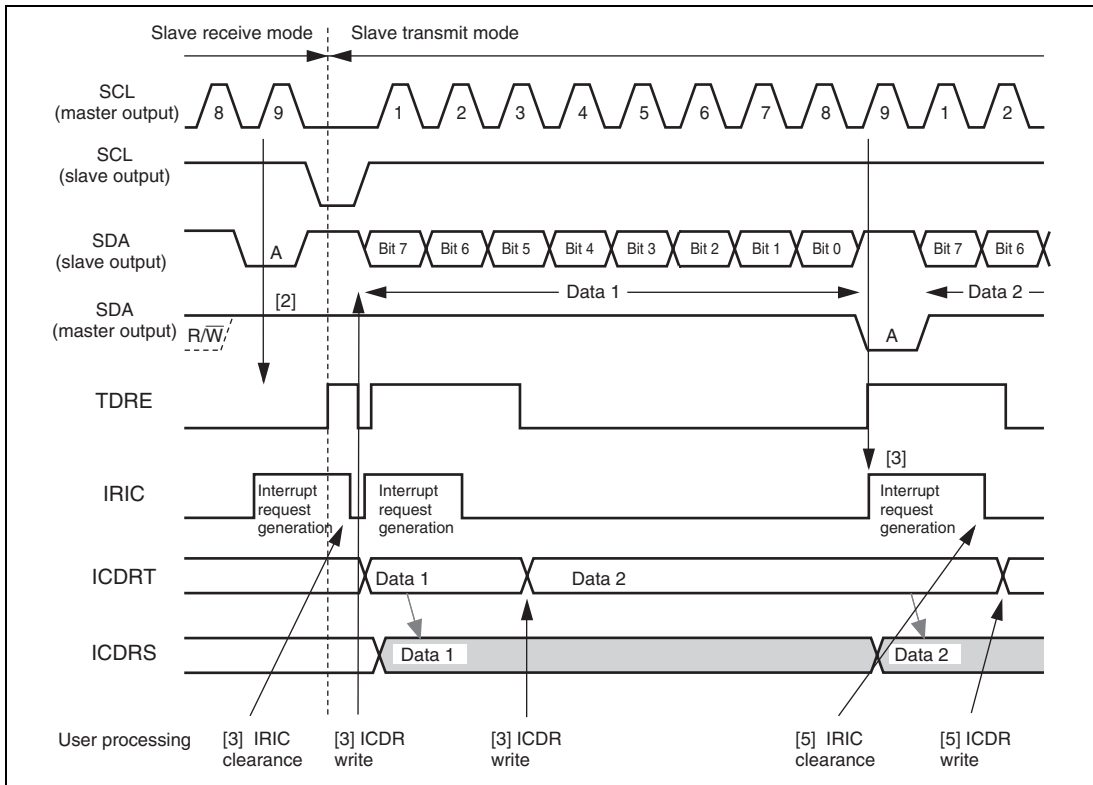 Slave receive mode Slave transmit mode
SCL
(master output)
8 9 1 2 3 4 5 6 7 8 9 1 2
SCL
(slave output)
SDA
(slave output)
A Bit 7 Bit 6 Bit 5 Bit 4 Bit 3 Bit 2 Bit 1 Bit 0 Bit 7 Bit 6
Data 1 Data 2
SDA
(master output)
[2]
R/W̅
A
TDRE
[3]
IRIC
Interrupt
request
generation
Interrupt
request
generation
Interrupt
request
generation
ICDRT
Data 1 Data 2
ICDRS
Data 1 Data 2
User processing
[3] IRIC
clearance
[3] ICDR
write
[3] ICDR
write
[5] IRIC
clearance
[5] ICDR
write